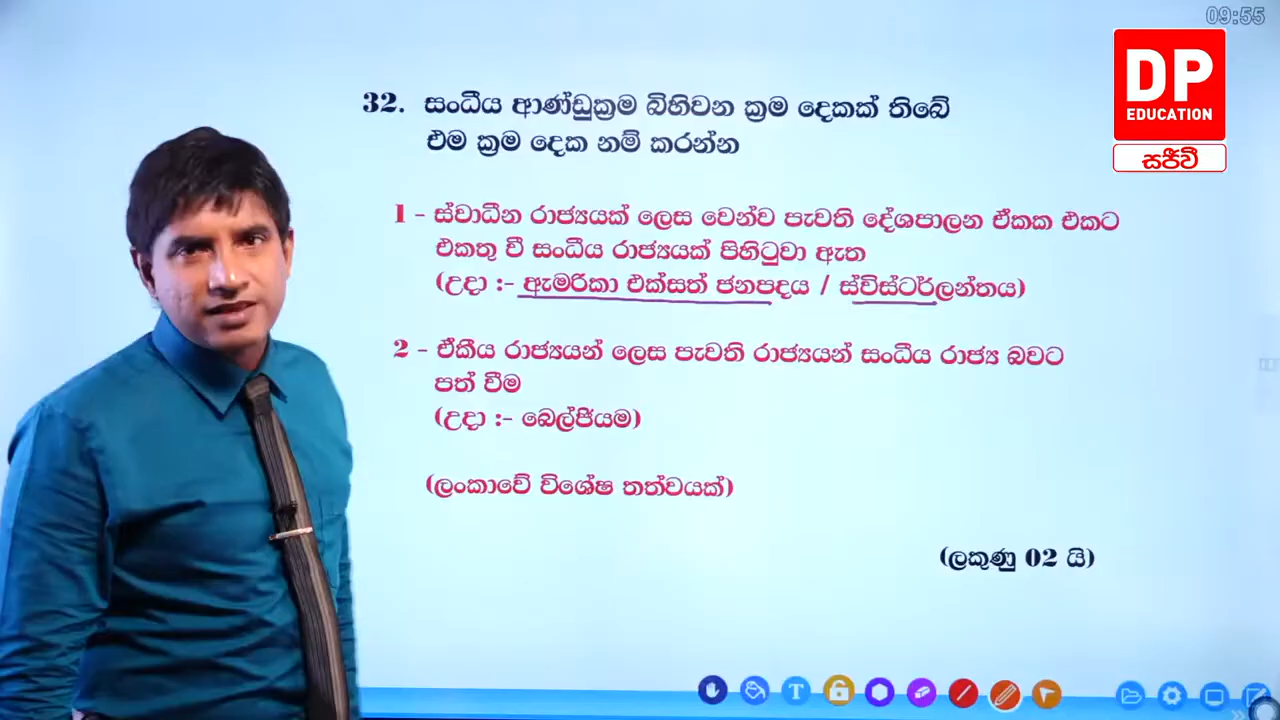 09:55
DP
EDUCATION
සජීවී
32. සංධීය ආණ්ඩුක්‍රම බිහිවන ක්‍රම දෙකක් තිබේ
එම ක්‍රම දෙක නම් කරන්න
1 - ස්වාධීන රාජ්‍යයක් ලෙස වෙන්ව පැවති දේශපාලන ඒකක එකට
එකතු වී සංධීය රාජ්‍යයක් පිහිටුවා ඇත
(උදා :- ඇමරිකා එක්සත් ජනපදය / ස්විස්ටර්ලන්තය)
2 - ඒකීය රාජ්‍යයන් ලෙස පැවති රාජ්‍යයන් සංධීය රාජ්‍ය බවට
පත් වීම
(උදා :- බෙල්ජියම)
(ලංකාවේ විශේෂ තත්වයක්)
(ලකුණු 02 යි)